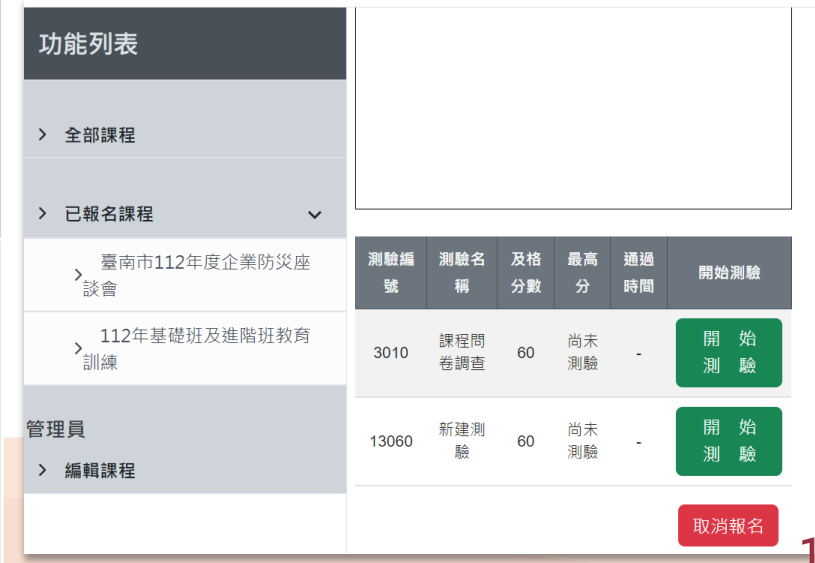 功能列表
全部課程
已報名課程
臺南市112年度企業防災座
談會
112年基礎班及進階班教育
訓練
管理員
編輯課程
測驗編
號
測驗名
稱
及格
分數
最高
分
通過
時間
開始測驗
3010
課程問
卷調查
60
尚未
測驗
-
開 始
測 驗
13060
新建測
驗
60
尚未
測驗
-
開 始
測 驗
取消報名